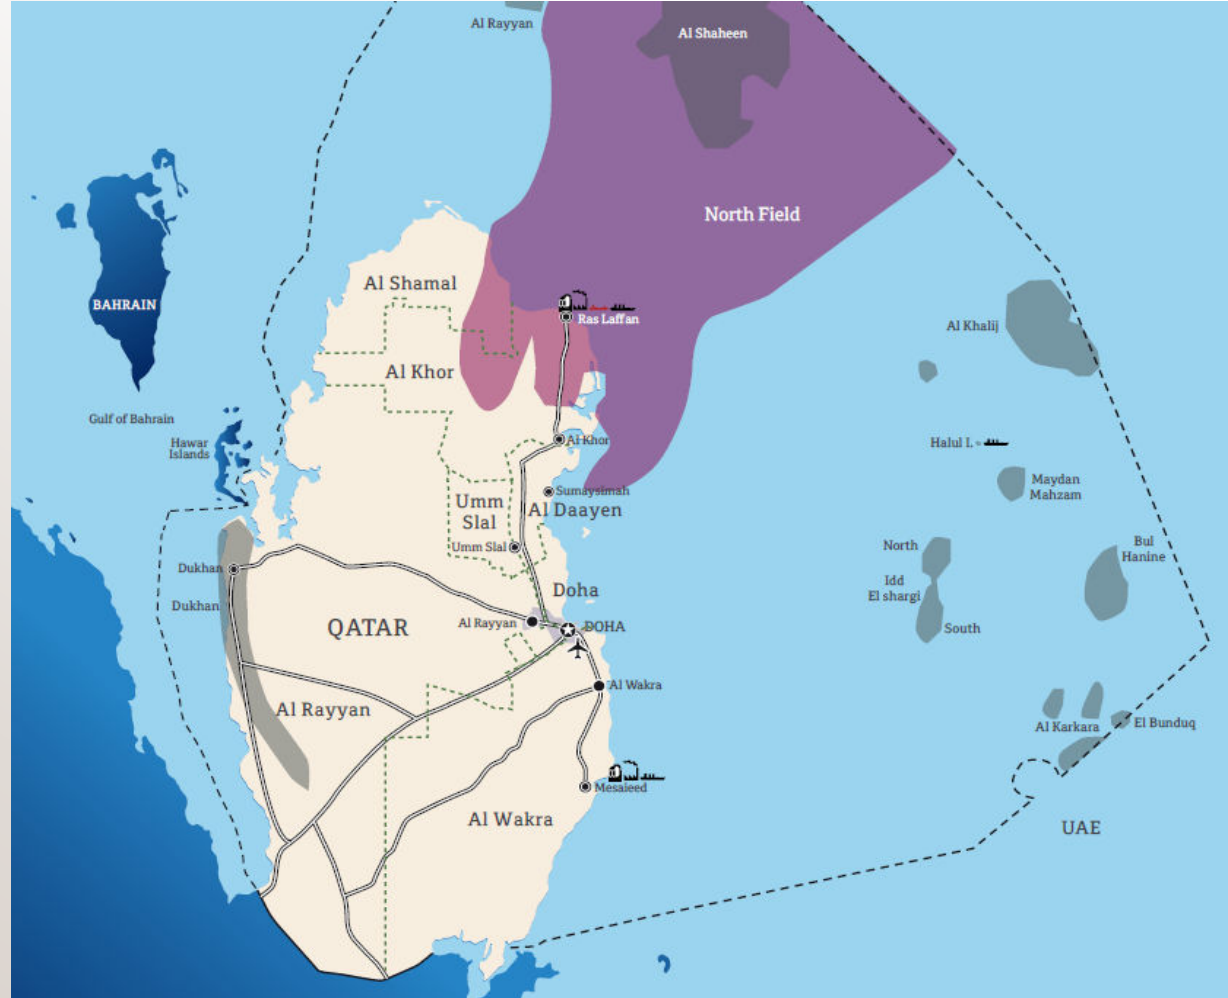 Al Rayyan
Al Shaheen
North Field
Al Shamal
BAHRAIN
Ras Laffan
Al Khalij
Al Khor
Gulf of Bahrain
Hawar
Islands
Al Khor
Halul I.
Maydan
Mahzam
Sumaysimah
Umm
Slal
Al Daayen
Umm Slal
North
Bul
Hanine
Dukhan
Idd
El shargi
Doha
Dukhan
QATAR
Al Rayyan
DOHA
South
Al Wakra
Al Rayyan
Al Karkara
El Bunduq
Mesaieed
Al Wakra
UAE